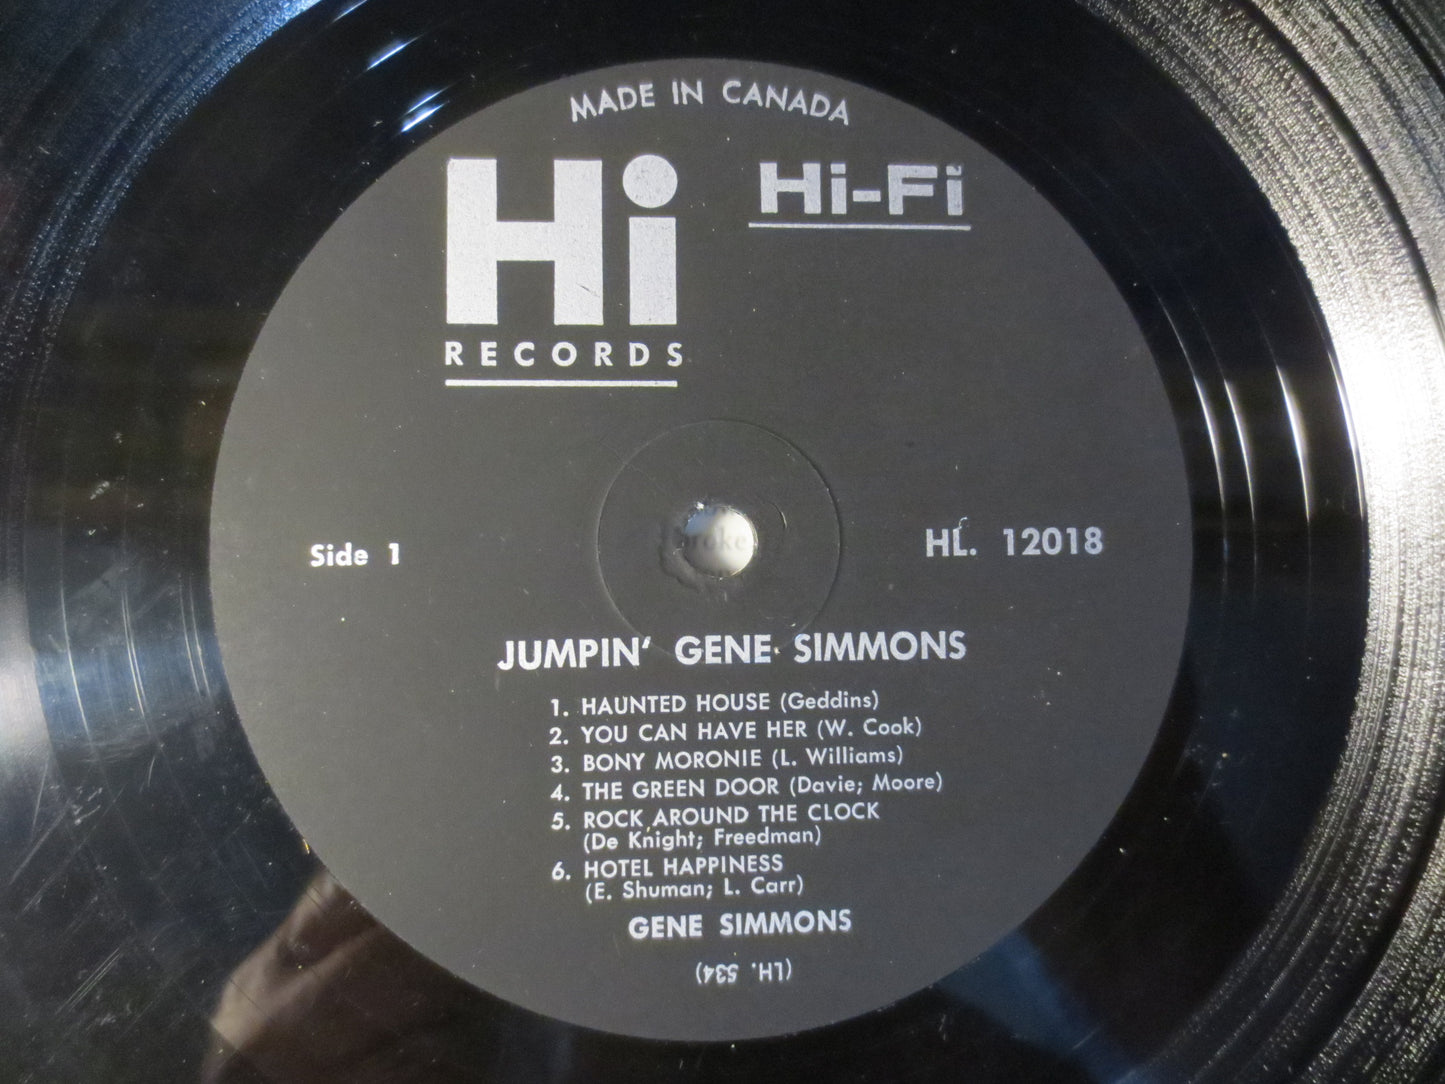 MADE IN CANADA
Hi
RECORDS
Hi-Fi
Side 1
HL. 12018
JUMPIN' GENE SIMMONS
1. HAUNTED HOUSE (Geddins)
2. YOU CAN HAVE HER (W. Cook)
3. BONY MORONIE (L. Williams)
4. THE GREEN DOOR (Davie; Moore)
5. ROCK AROUND THE CLOCK
(De Knight; Freedman)
6. HOTEL HAPPINESS
(E. Shuman; L. Carr)
GENE SIMMONS
(LH. 534)